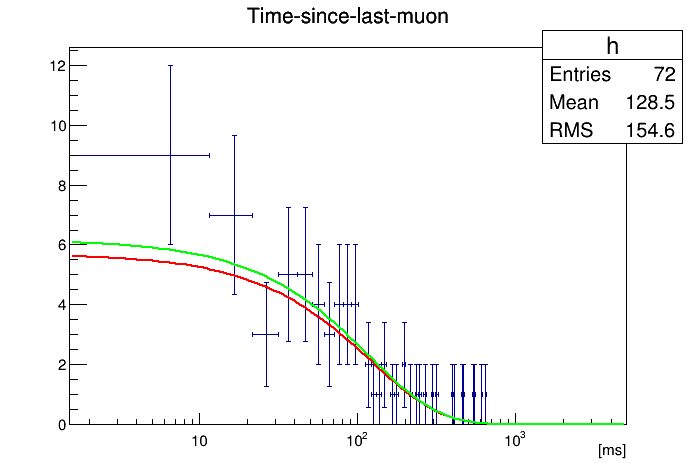 Time-since-last-muon
h
Entries 72
Mean 128.5
RMS 154.6
12
10
8
6
4
2
0
10 10² 10³
[ms]